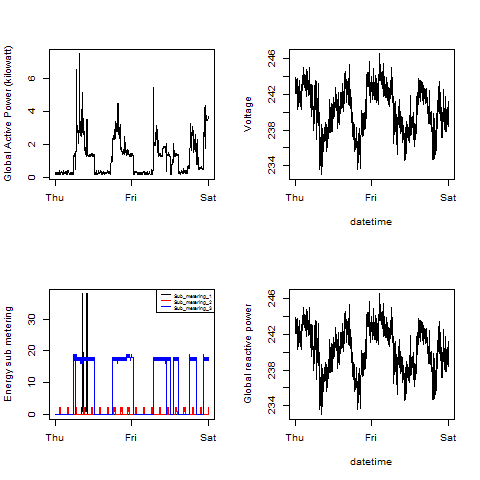 Global Active Power (kilowatt)
0 2 4 6
Thu Fri Sat
Voltage
234 238 242 246
Thu Fri Sat
datetime
Energy sub metering
0 10 20 30
Sub_metering_1
Sub_metering_2
Sub_metering_3
Thu Fri Sat
Global reactive power
234 238 242 246
Thu Fri Sat
datetime